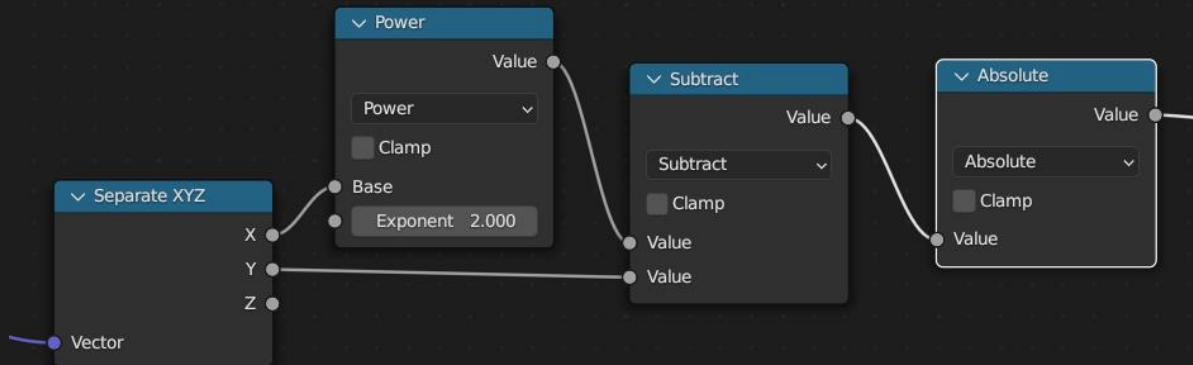 Separate XYZ
X
Y
Z
Vector
Power
Value
Power
Clamp
Base
Exponent 2.000
Subtract
Value
Subtract
Clamp
Value
Value
Absolute
Value
Absolute
Clamp
Value